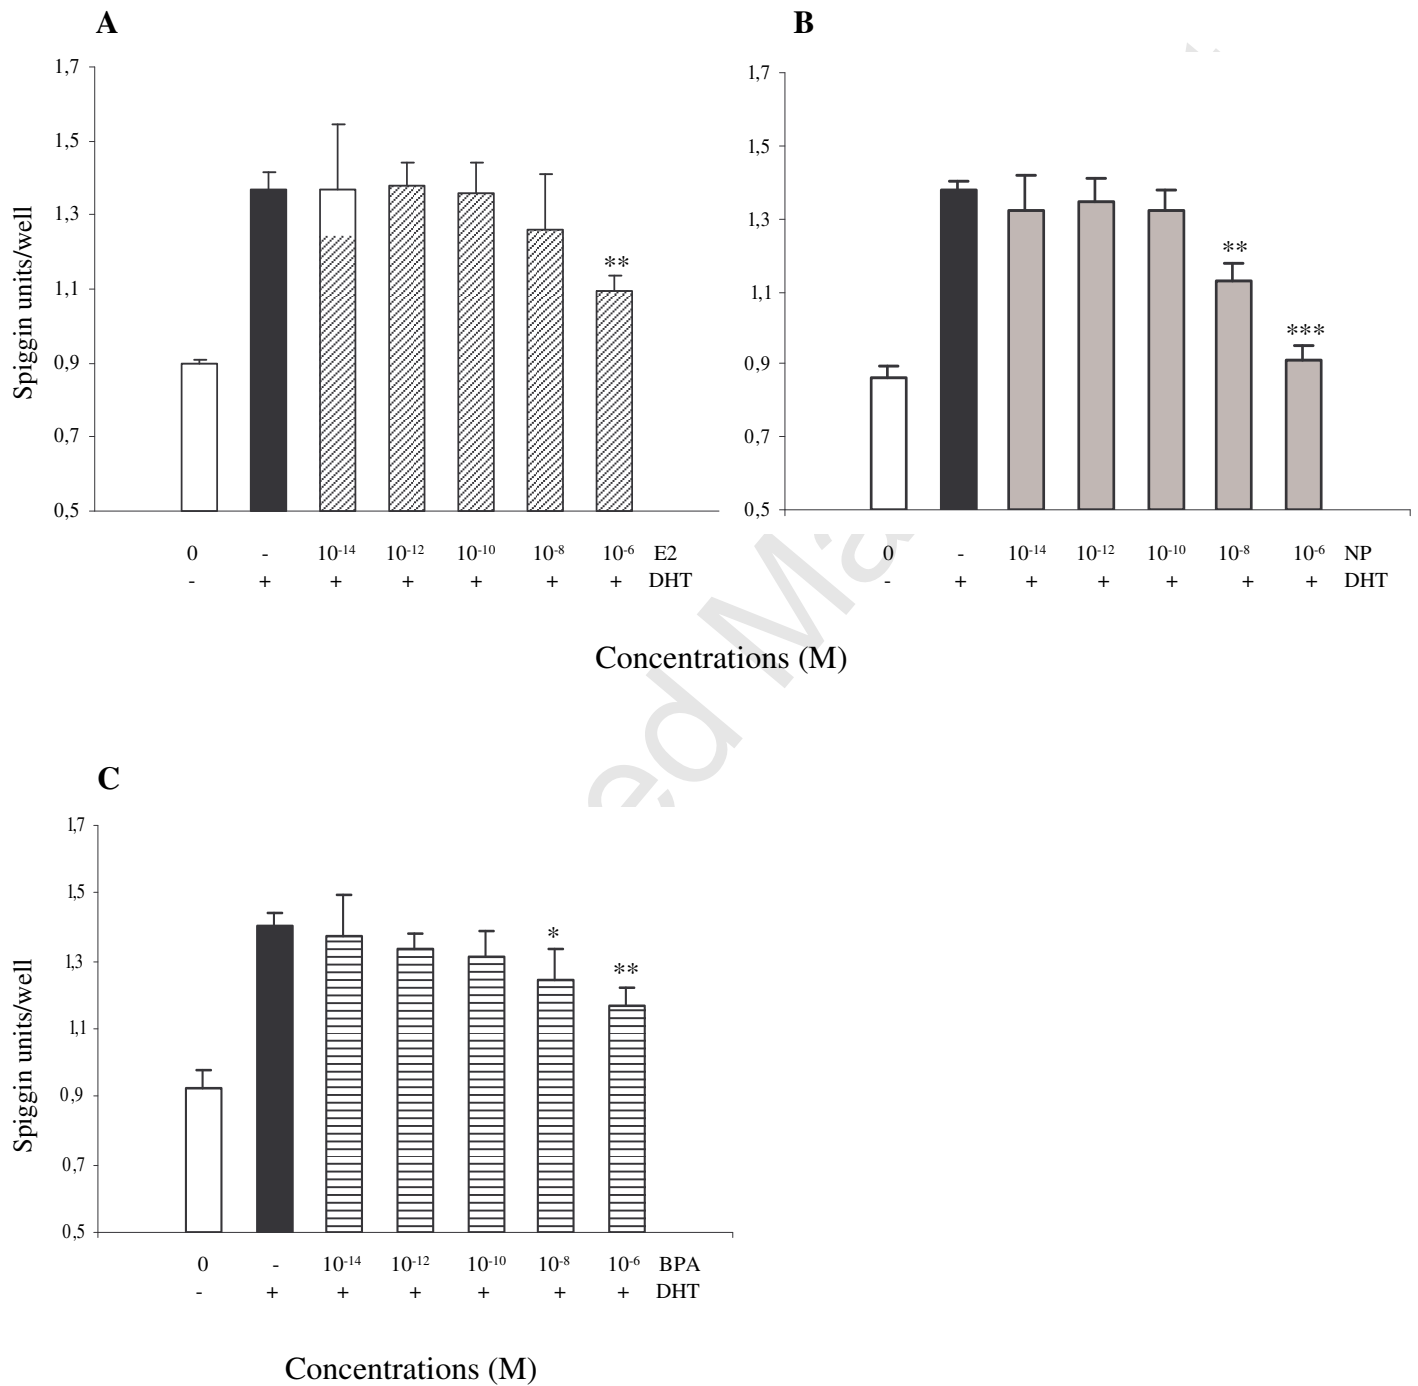 A
1,7
1,5
1,3
1,1
0,9
0,7
0,5
Spiggin units/well
**
0 - 10-14 10-12 10-10 10-8 10-6 E2
- + + + + + + DHT
B
1,7
1,5
1,3
1,1
0,9
0,7
0,5
**
***
0 - 10-14 10-12 10-10 10-8 10-6 NP
- + + + + + + DHT
Concentrations (M)
C
1,7
1,5
1,3
1,1
0,9
0,7
0,5
Spiggin units/well
*
**
0 - 10-14 10-12 10-10 10-8 10-6 BPA
- + + + + + + DHT
Concentrations (M)